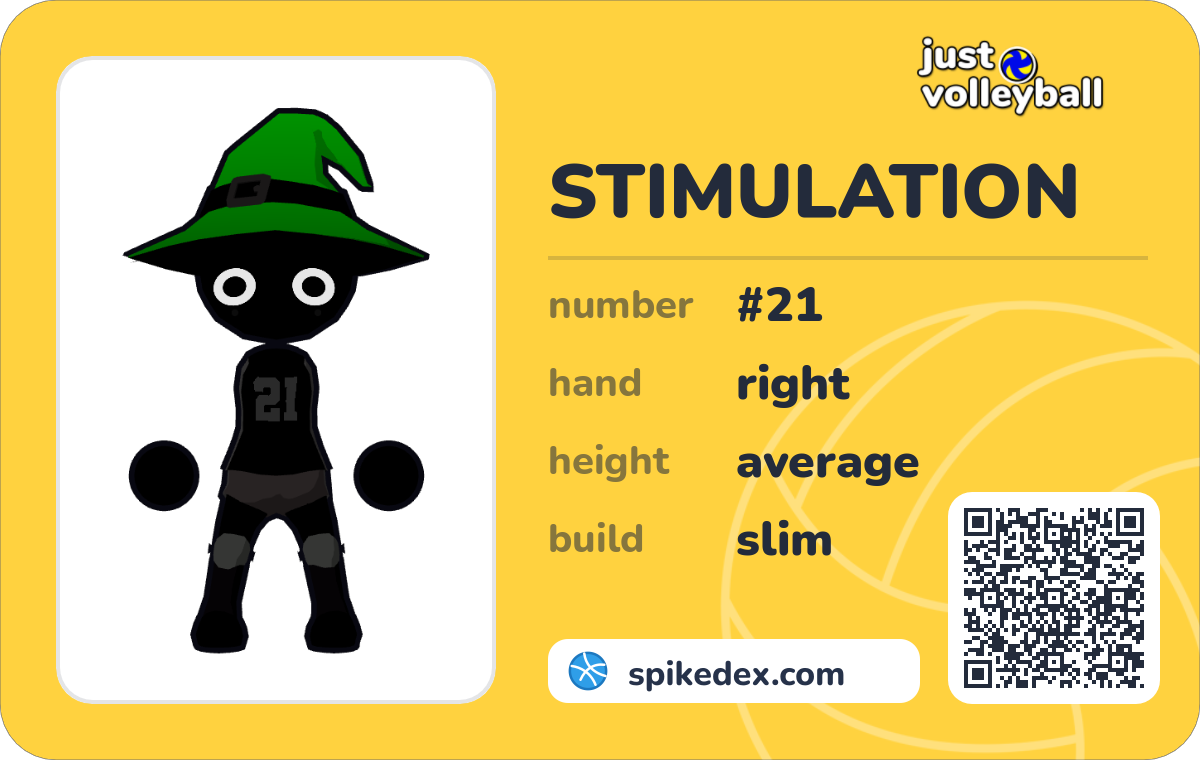 just
volleyball
STIMULATION
number #21
hand right
height average
build slim
21
spikedex.com